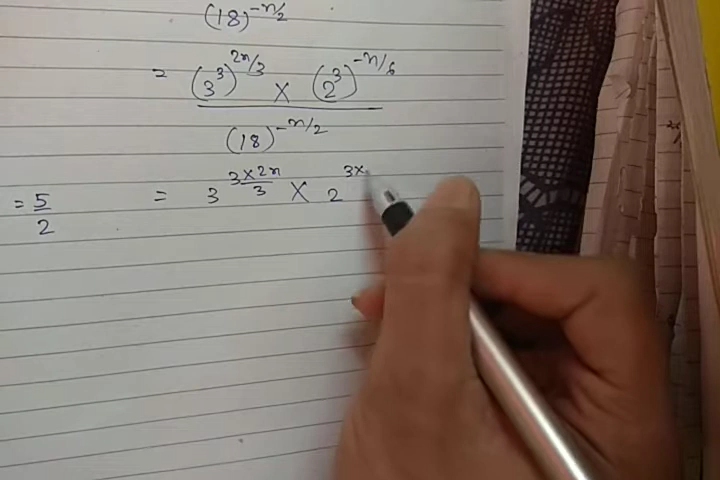 (18)^{-n/2}
= (3^3)^{2n/3} × (2^3)^{-n/6}
(18)^{-n/2}
= 5/2
= 3^{3×2n/3} × 2^{3×